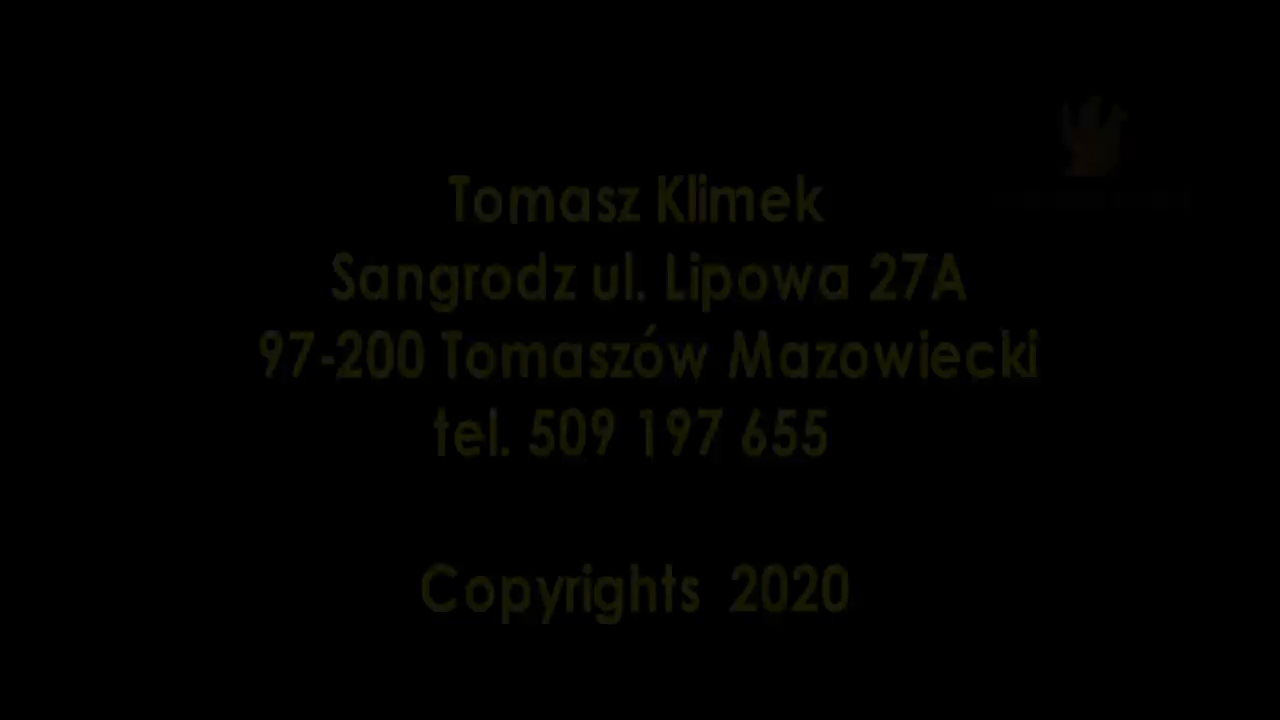 Tomasz Klimek
Sangrodz ul. Lipowa 27A
97-200 Tomaszów Mazowiecki
tel. 509 197 655
Copyrights 2020